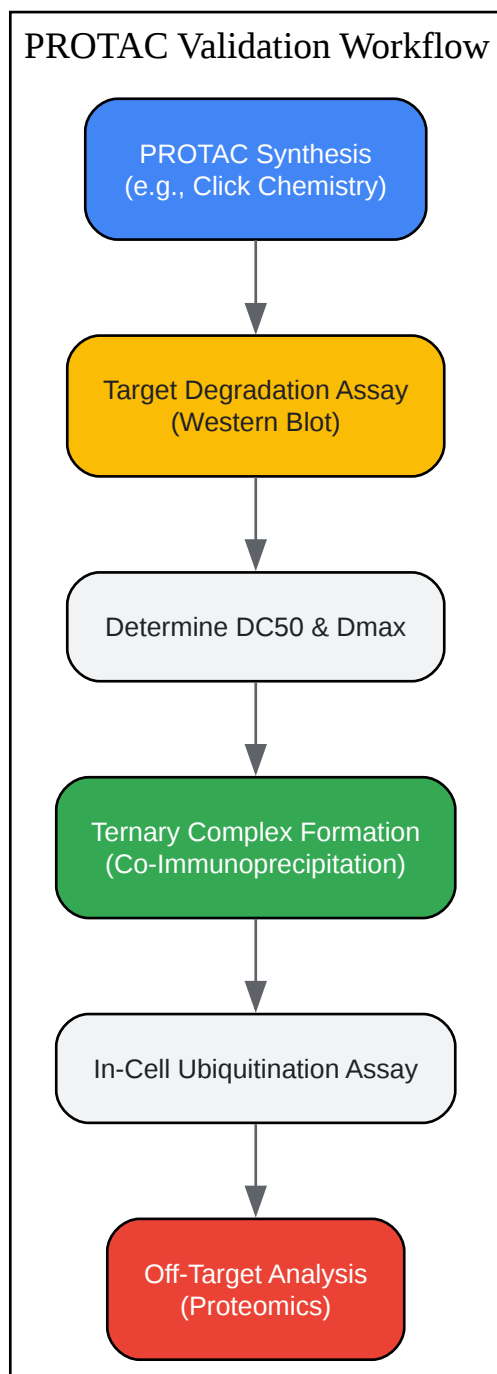 PROTAC Validation Workflow
PROTAC Synthesis
(e.g., Click Chemistry)
Target Degradation Assay
(Western Blot)
Determine DC50 & Dmax
Ternary Complex Formation
(Co-Immunoprecipitation)
In-Cell Ubiquitination Assay
Off-Target Analysis
(Proteomics)